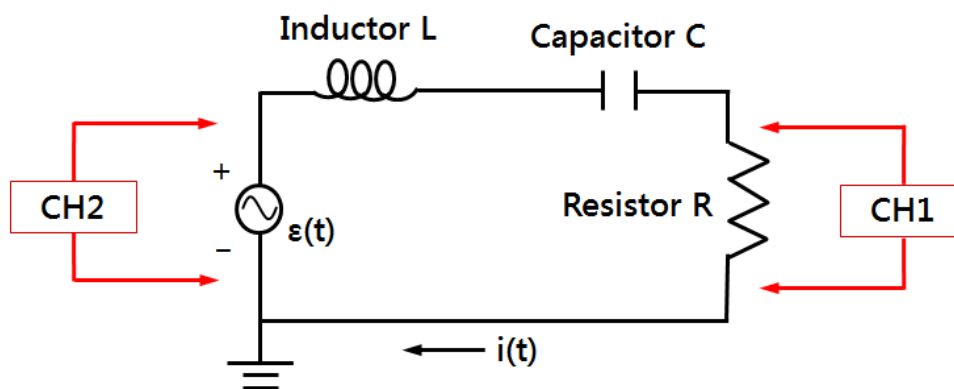 Inductor L
Capacitor C
CH2
+
ε(t)
−
Resistor R
CH1
i(t)